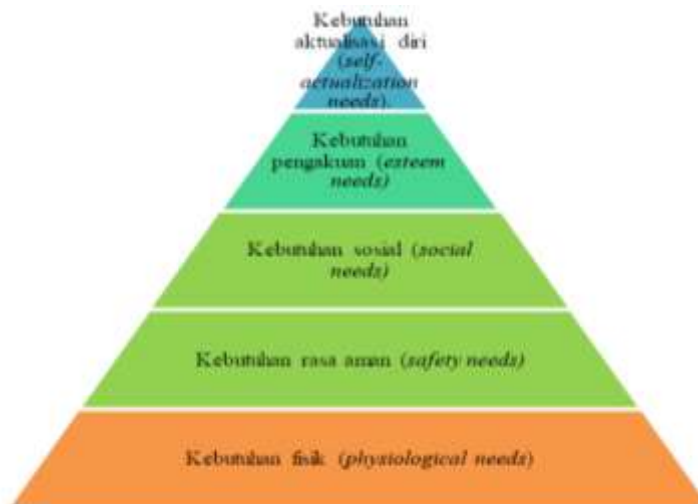 Kebutuhan
aktualisasi diri
(self-
actualization
needs).
Kebutuhan
pengakuan (esteem
needs)
Kebutuhan sosial (social
needs)
Kebutuhan rasa aman (safety needs)
Kebutuhan fisik (physiological needs)